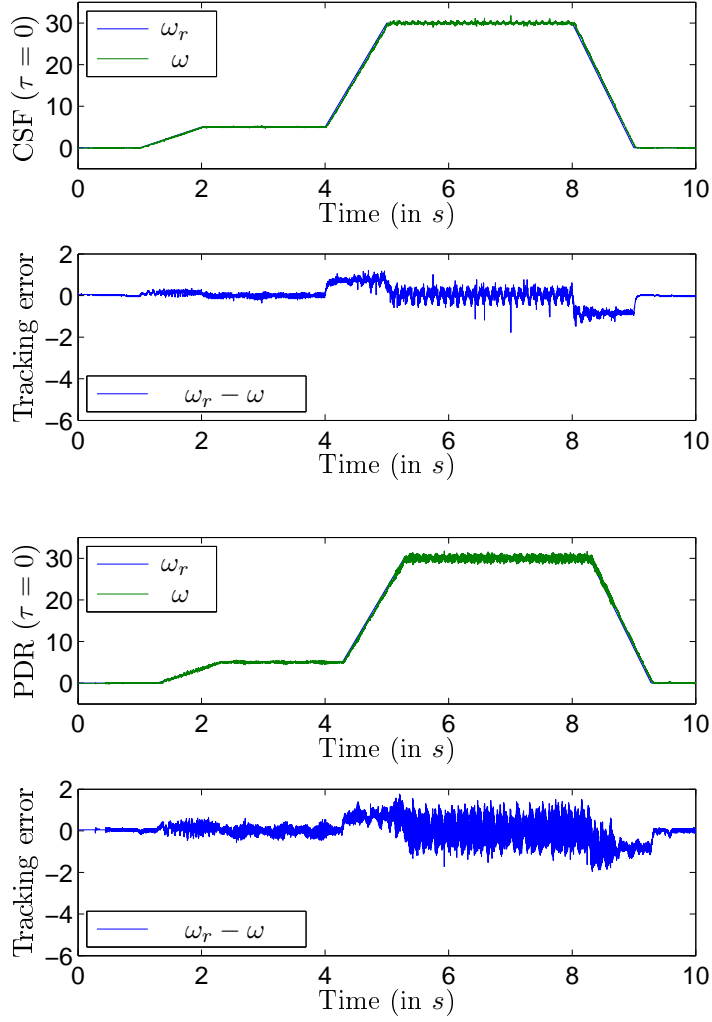 CSF (τ = 0)
30
20
10
0
ω_r
ω
0 2 4 6 8 10
Time (in s)
Tracking error
2
0
−2
−4
−6
ω_r − ω
0 2 4 6 8 10
Time (in s)
PDR (τ = 0)
30
20
10
0
ω_r
ω
0 2 4 6 8 10
Time (in s)
Tracking error
2
0
−2
−4
−6
ω_r − ω
0 2 4 6 8 10
Time (in s)